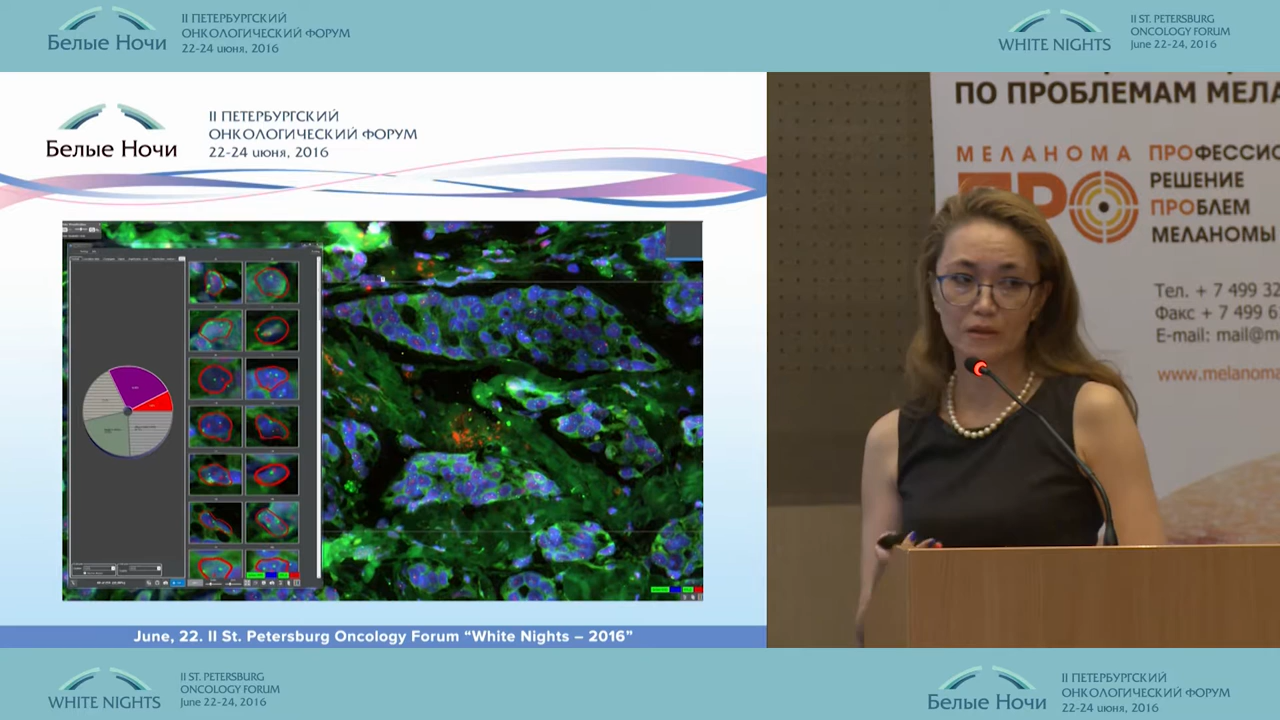 Белые Ночи
II ПЕТЕРБУРГСКИЙ
ОНКОЛОГИЧЕСКИЙ ФОРУМ
22-24 июня, 2016
WHITE NIGHTS
II ST. PETERSBURG
ONCOLOGY FORUM
June 22-24, 2016
Белые Ночи
II ПЕТЕРБУРГСКИЙ
ОНКОЛОГИЧЕСКИЙ ФОРУМ
22-24 июня, 2016
ПО ПРОБЛЕМАМ МЕЛА
МЕЛАНОМА
ПРО
ПРОФЕССИО
РЕШЕНИЕ
ПРОБЛЕМ
МЕЛАНОМЫ
Тел. + 7 499 32
Факс + 7 499 6
E-mail: mail@m
www.melanoma
June, 22. II St. Petersburg Oncology Forum “White Nights – 2016”
WHITE NIGHTS
II ST. PETERSBURG
ONCOLOGY FORUM
June 22-24, 2016
Белые Ночи
II ПЕТЕРБУРГСКИЙ
ОНКОЛОГИЧЕСКИЙ ФОРУМ
22-24 июня, 2016